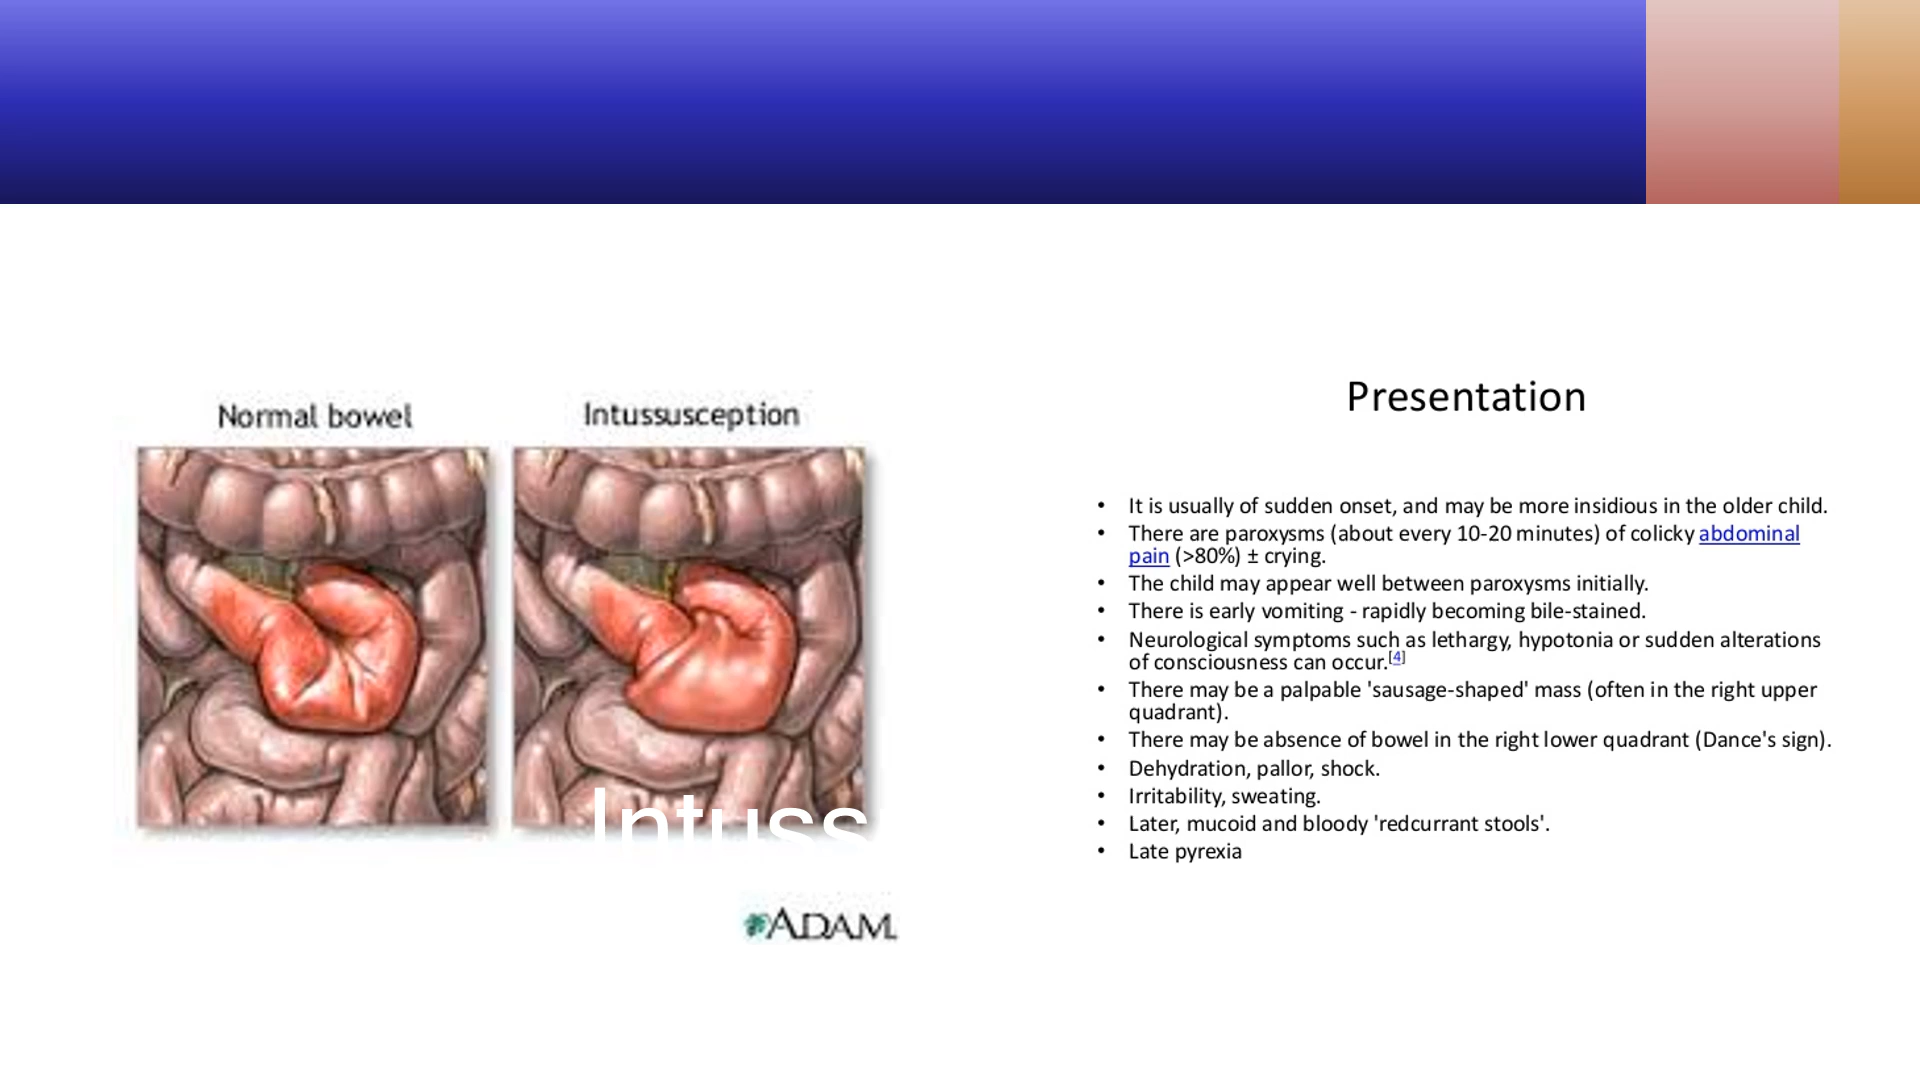 Normal bowel
Intussusception
Intuss
ADAM.
Presentation
• It is usually of sudden onset, and may be more insidious in the older child.
• There are paroxysms (about every 10-20 minutes) of colicky abdominal
pain (>80%) ± crying.
• The child may appear well between paroxysms initially.
• There is early vomiting - rapidly becoming bile-stained.
• Neurological symptoms such as lethargy, hypotonia or sudden alterations
of consciousness can occur.[4]
• There may be a palpable 'sausage-shaped' mass (often in the right upper
quadrant).
• There may be absence of bowel in the right lower quadrant (Dance's sign).
• Dehydration, pallor, shock.
• Irritability, sweating.
• Later, mucoid and bloody 'redcurrant stools'.
• Late pyrexia